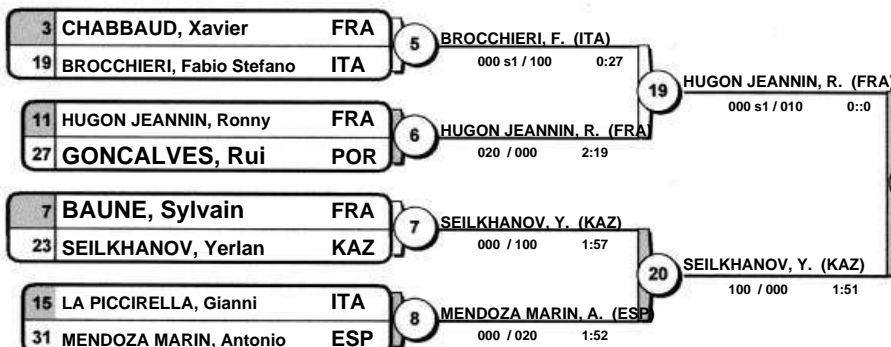 3 CHABBAUD, Xavier FRA
19 BROCCHIERI, Fabio Stefano ITA
5
BROCCHIERI, F. (ITA)
000 s1 / 100 0:27
11 HUGON JEANNIN, Ronny FRA
27 GONCALVES, Rui POR
6
HUGON JEANNIN, R. (FRA)
020 / 000 2:19
19
HUGON JEANNIN, R. (FRA)
000 s1 / 010 0::0
7 BAUNE, Sylvain FRA
23 SEILKHANOV, Yerlan KAZ
7
SEILKHANOV, Y. (KAZ)
000 / 100 1:57
15 LA PICCIRELLA, Gianni ITA
31 MENDOZA MARIN, Antonio ESP
8
MENDOZA MARIN, A. (ESP)
000 / 020 1:52
20
SEILKHANOV, Y. (KAZ)
100 / 000 1:51